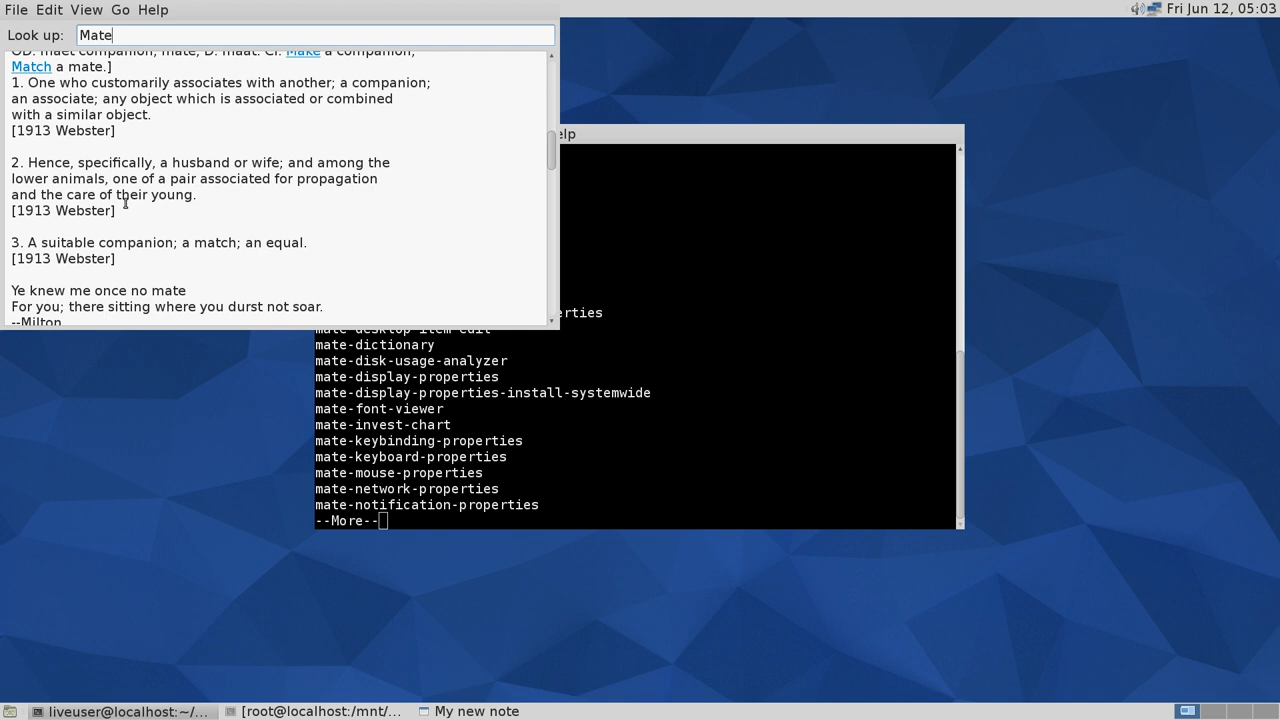 File Edit View Go Help
Fri Jun 12, 05:03
Look up: Mate
OD. maet companion, mate, D. maat. Cf. Make a companion,
Match a mate.]
1. One who customarily associates with another; a companion;
an associate; any object which is associated or combined
with a similar object.
[1913 Webster]
2. Hence, specifically, a husband or wife; and among the
lower animals, one of a pair associated for propagation
and the care of their young.
[1913 Webster]
3. A suitable companion; a match; an equal.
[1913 Webster]
Ye knew me once no mate
For you; there sitting where you durst not soar.
--Milton.
elp
erties
mate-desktop-item-edit
mate-dictionary
mate-disk-usage-analyzer
mate-display-properties
mate-display-properties-install-systemwide
mate-font-viewer
mate-invest-chart
mate-keybinding-properties
mate-keyboard-properties
mate-mouse-properties
mate-network-properties
mate-notification-properties
--More--
liveuser@localhost:~/...
[root@localhost:/mnt/...
My new note